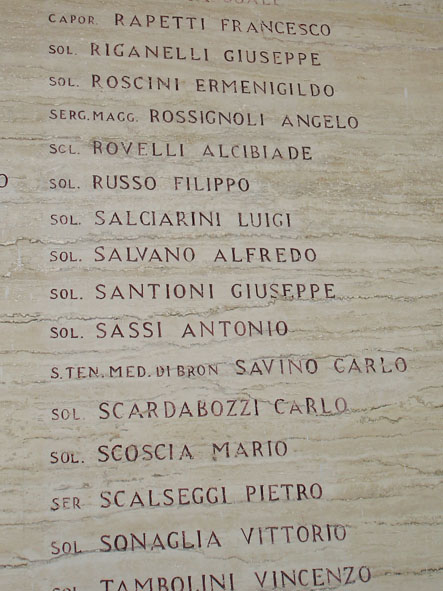 CAPOR. RAPETTI FRANCESCO
SOL. RIGANELLI GIUSEPPE
SOL. ROSCINI ERMENIGILDO
SERG. MAGG. ROSSIGNOLI ANGELO
SOL. ROVELLI ALCIBIADE
SOL. RUSSO FILIPPO
SOL. SALCIARINI LUIGI
SOL. SALVANO ALFREDO
SOL. SANTIONI GIUSEPPE
SOL. SASSI ANTONIO
S. TEN. MED. DI BRON SAVINO CARLO
SOL. SCARDABOZZI CARLO
SOL. SCOSCIA MARIO
SER SCALSEGGI PIETRO
SOL SONAGLIA VITTORIO
SOL TAMBOLINI VINCENZO